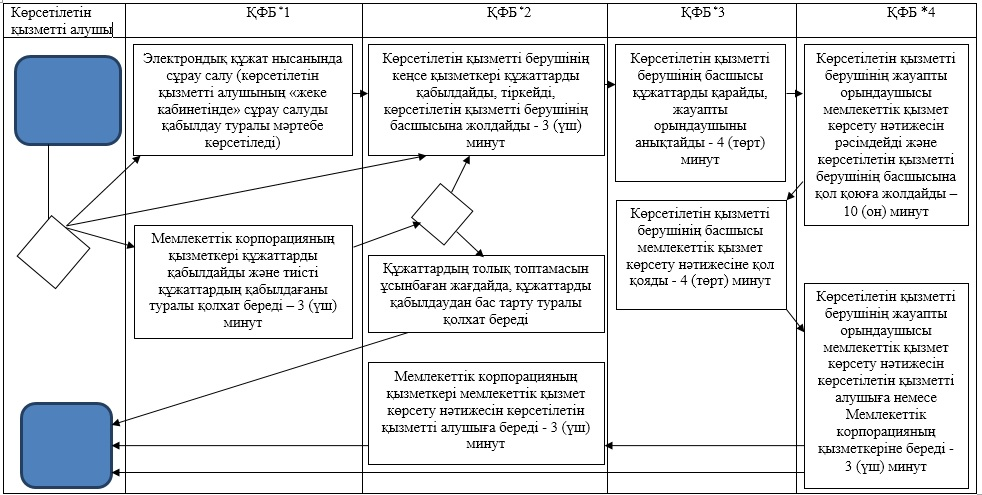 Көрсетілетін
қызметті алушы
ҚФБ*1
ҚФБ*2
ҚФБ*3
ҚФБ *4
Электрондық құжат нысанында
сұрау салу (көрсетілетін
қызметті алушының «жеке
кабинетінде» сұрау салуды
қабылдау туралы мәртебе
көрсетіледі)
Көрсетілетін қызметті берушінің
кеңсе қызметкері құжаттарды
қабылдайды, тіркейді,
көрсетілетін қызметті берушінің
басшысына жолдайды - 3 (үш)
минут
Көрсетілетін қызметті
берушінің басшысы
құжаттарды қарайды,
жауапты
орындаушыны
анықтайды - 4 (төрт)
минут
Көрсетілетін қызметті
берушінің жауапты
орындаушысы
мемлекеттік қызмет
көрсету нәтижесін
рәсімдейді және
көрсетілетін қызметті
берушінің басшысына
қол қоюға жолдайды –
10 (он) минут
Мемлекеттік корпорацияның
қызметкері құжаттарды
қабылдайды және тиісті
құжаттардың қабылдағаны
туралы қолхат береді – 3 (үш)
минут
Құжаттардың толық топтамасын
ұсынбаған жағдайда, құжаттарды
қабылдаудан бас тарту туралы
қолхат береді
Көрсетілетін қызметті
берушінің басшысы
мемлекеттік қызмет
көрсету нәтижесіне қол
қояды - 4 (төрт) минут
Көрсетілетін қызметті
берушінің жауапты
орындаушысы
мемлекеттік қызмет
көрсету нәтижесін
көрсетілетін қызметті
алушыға немесе
Мемлекеттік
корпорацияның
қызметкеріне береді -
3 (үш) минут
Мемлекеттік корпорацияның
қызметкері мемлекеттік қызмет
көрсету нәтижесін көрсетілетін
қызметті алушыға береді - 3 (үш)
минут